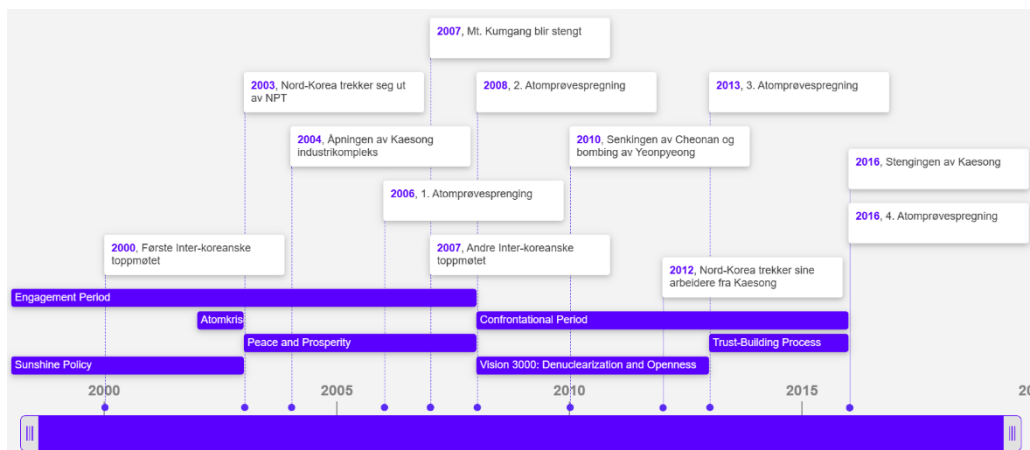 2007, Mt. Kumgang blir stengt
2003, Nord-Korea trekker seg ut
av NPT
2008, 2. Atomprøvespregning
2013, 3. Atomprøvespregning
2004, Åpningen av Kaesong
industrikompleks
2010, Senkingen av Cheonan og
bombing av Yeonpyeong
2016, Stengingen av Kaesong
2006, 1. Atomprøvesprenging
2016, 4. Atomprøvespregning
2000, Første Inter-koreanske
toppmøtet
2007, Andre Inter-koreanske
toppmøtet
2012, Nord-Korea trekker sine
arbeidere fra Kaesong
Engagement Period
Atomkris
Confrontational Period
Peace and Prosperity
Trust-Building Process
Sunshine Policy
Vision 3000: Denuclearization and Openness
2000
2005
2010
2015